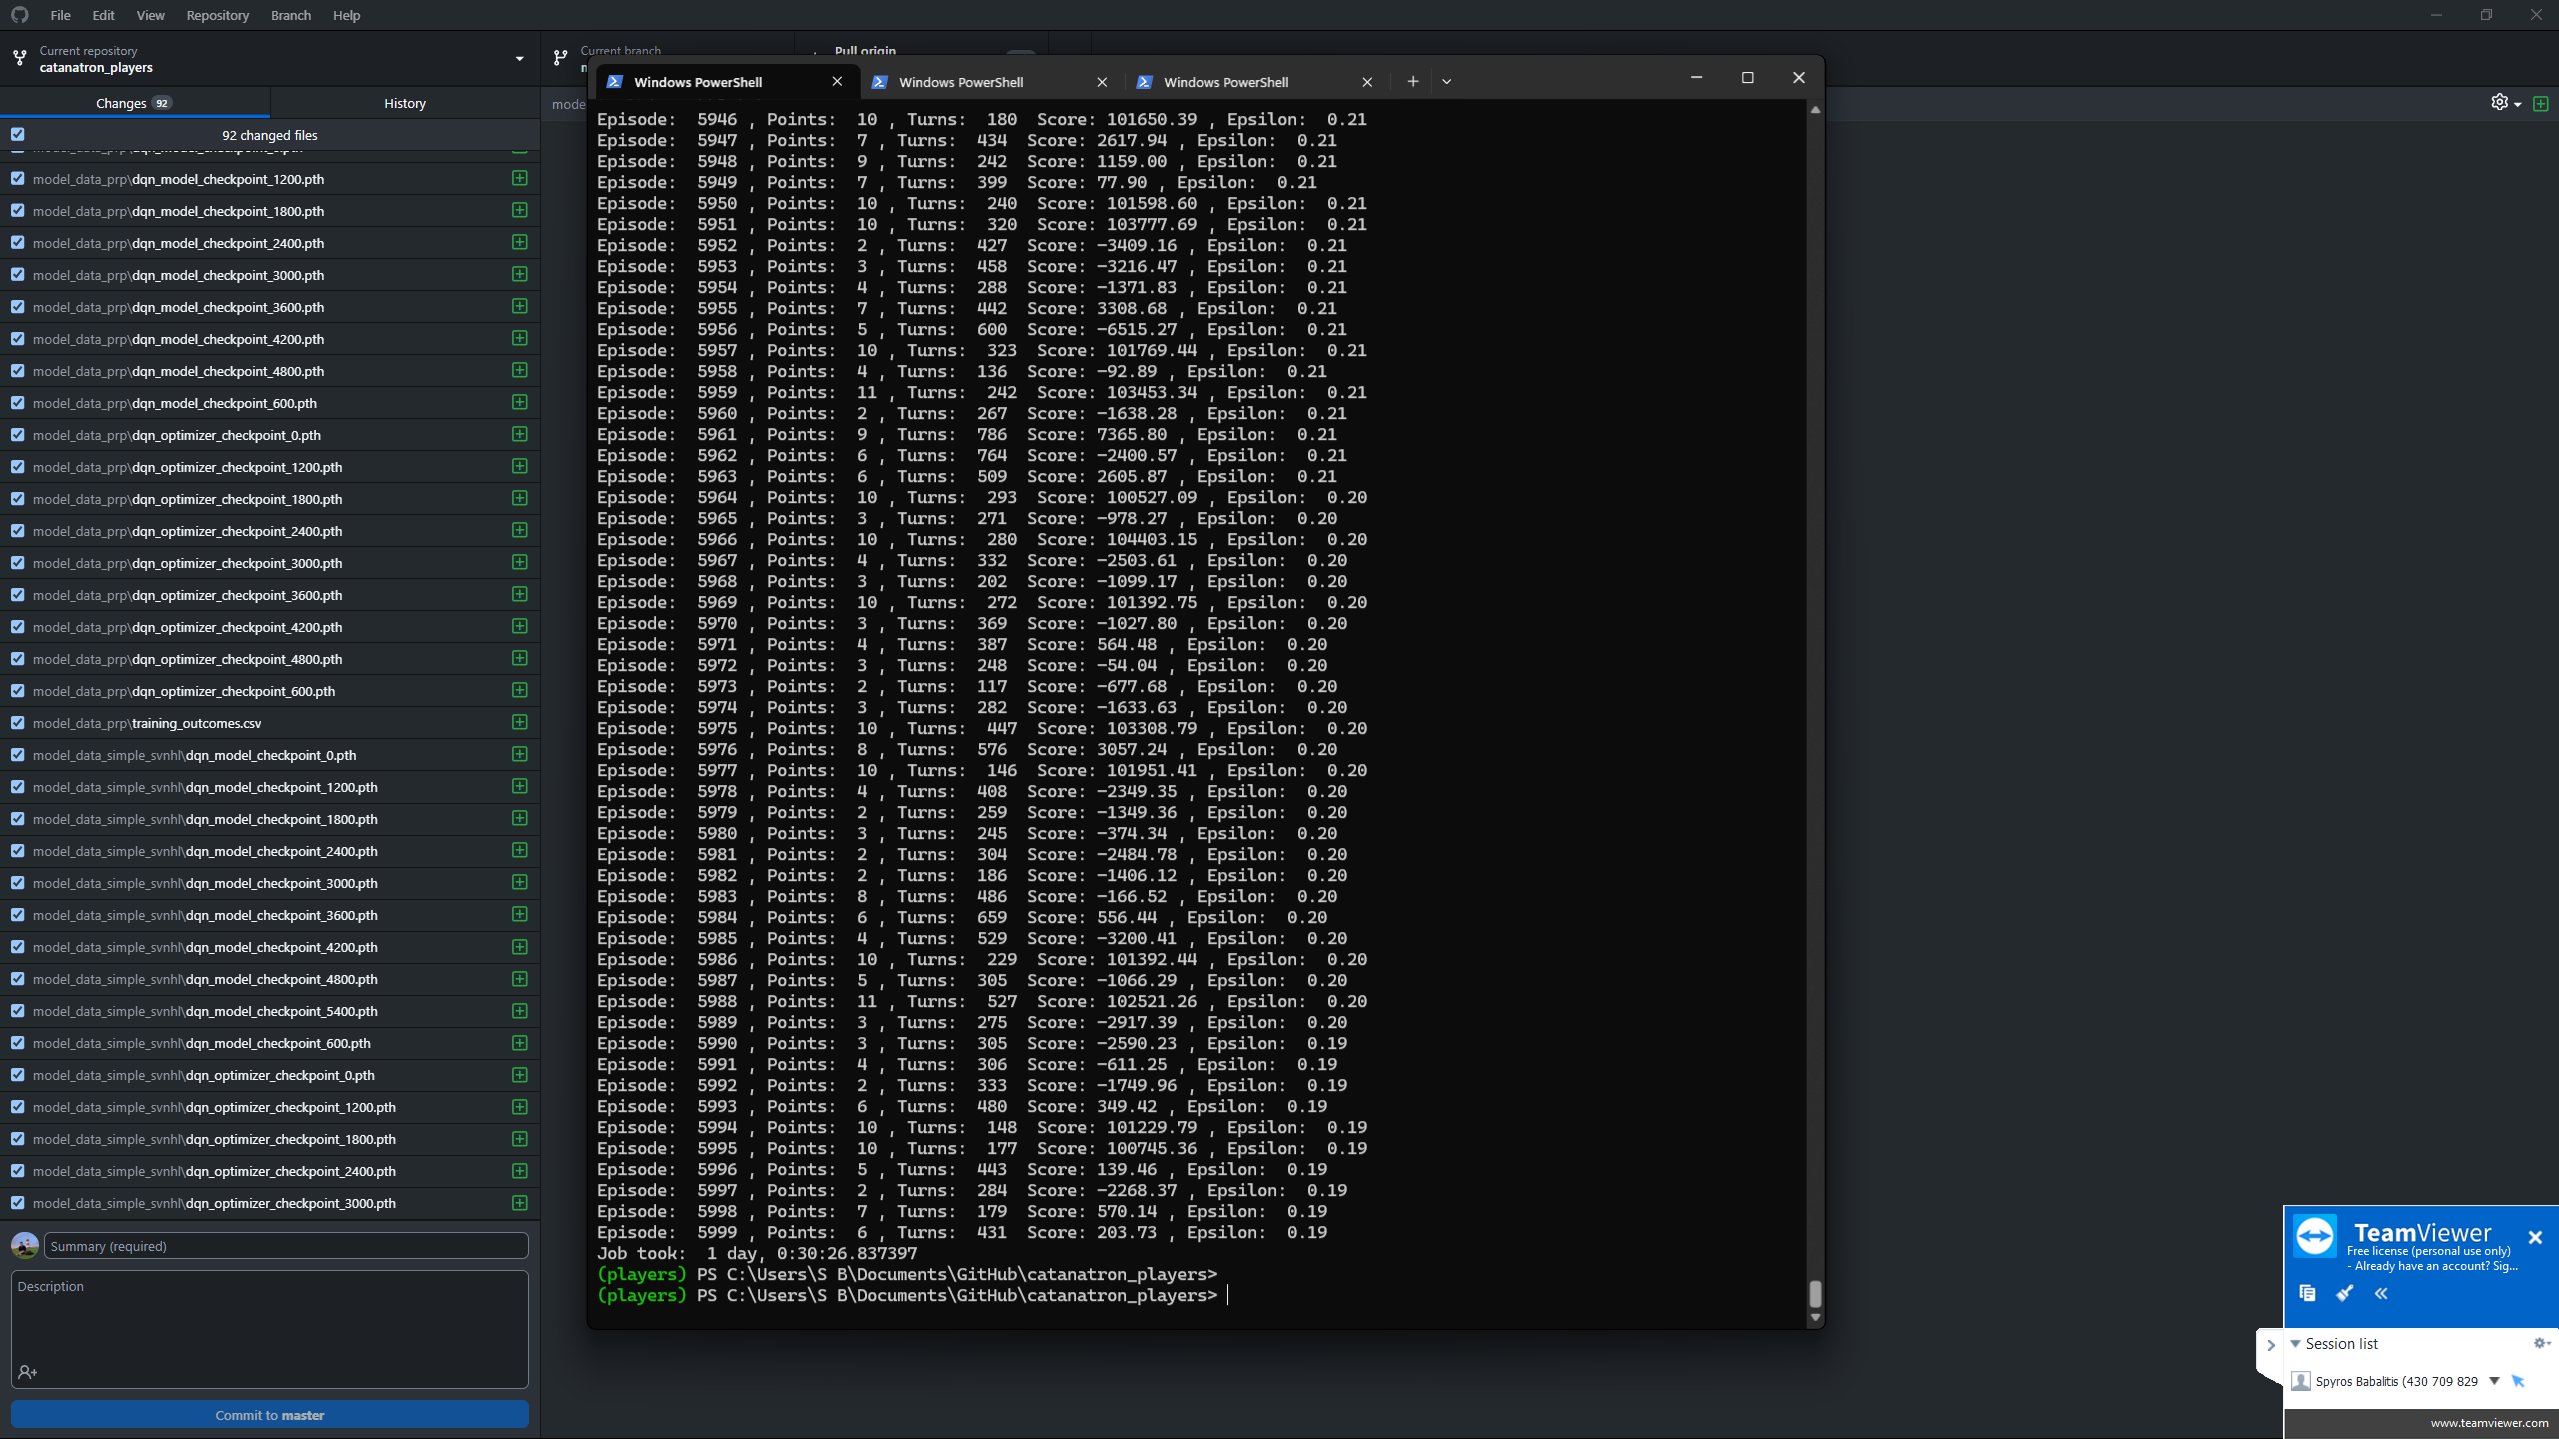 File Edit View Repository Branch Help
Current repository
catanatron_players
Current branch
Pull origin
Changes 92
History
92 changed files
model_data_prp\dqn_model_checkpoint_1200.pth
model_data_prp\dqn_model_checkpoint_1800.pth
model_data_prp\dqn_model_checkpoint_2400.pth
model_data_prp\dqn_model_checkpoint_3000.pth
model_data_prp\dqn_model_checkpoint_3600.pth
model_data_prp\dqn_model_checkpoint_4200.pth
model_data_prp\dqn_model_checkpoint_4800.pth
model_data_prp\dqn_model_checkpoint_600.pth
model_data_prp\dqn_optimizer_checkpoint_0.pth
model_data_prp\dqn_optimizer_checkpoint_1200.pth
model_data_prp\dqn_optimizer_checkpoint_1800.pth
model_data_prp\dqn_optimizer_checkpoint_2400.pth
model_data_prp\dqn_optimizer_checkpoint_3000.pth
model_data_prp\dqn_optimizer_checkpoint_3600.pth
model_data_prp\dqn_optimizer_checkpoint_4200.pth
model_data_prp\dqn_optimizer_checkpoint_4800.pth
model_data_prp\dqn_optimizer_checkpoint_600.pth
model_data_prp\training_outcomes.csv
model_data_simple_svnhl\dqn_model_checkpoint_0.pth
model_data_simple_svnhl\dqn_model_checkpoint_1200.pth
model_data_simple_svnhl\dqn_model_checkpoint_1800.pth
model_data_simple_svnhl\dqn_model_checkpoint_2400.pth
model_data_simple_svnhl\dqn_model_checkpoint_3000.pth
model_data_simple_svnhl\dqn_model_checkpoint_3600.pth
model_data_simple_svnhl\dqn_model_checkpoint_4200.pth
model_data_simple_svnhl\dqn_model_checkpoint_4800.pth
model_data_simple_svnhl\dqn_model_checkpoint_5400.pth
model_data_simple_svnhl\dqn_model_checkpoint_600.pth
model_data_simple_svnhl\dqn_optimizer_checkpoint_0.pth
model_data_simple_svnhl\dqn_optimizer_checkpoint_1200.pth
model_data_simple_svnhl\dqn_optimizer_checkpoint_1800.pth
model_data_simple_svnhl\dqn_optimizer_checkpoint_2400.pth
model_data_simple_svnhl\dqn_optimizer_checkpoint_3000.pth
Summary (required)
Description
Commit to master
mode
Windows PowerShell
Windows PowerShell
Windows PowerShell
Episode: 5946 , Points: 10 , Turns: 180 Score: 101650.39 , Epsilon: 0.21
Episode: 5947 , Points: 7 , Turns: 434 Score: 2617.94 , Epsilon: 0.21
Episode: 5948 , Points: 9 , Turns: 242 Score: 1159.00 , Epsilon: 0.21
Episode: 5949 , Points: 7 , Turns: 399 Score: 77.90 , Epsilon: 0.21
Episode: 5950 , Points: 10 , Turns: 240 Score: 101598.60 , Epsilon: 0.21
Episode: 5951 , Points: 10 , Turns: 320 Score: 103777.69 , Epsilon: 0.21
Episode: 5952 , Points: 2 , Turns: 427 Score: -3409.16 , Epsilon: 0.21
Episode: 5953 , Points: 3 , Turns: 458 Score: -3216.47 , Epsilon: 0.21
Episode: 5954 , Points: 4 , Turns: 288 Score: -1371.83 , Epsilon: 0.21
Episode: 5955 , Points: 7 , Turns: 442 Score: 3308.68 , Epsilon: 0.21
Episode: 5956 , Points: 5 , Turns: 600 Score: -6515.27 , Epsilon: 0.21
Episode: 5957 , Points: 10 , Turns: 323 Score: 101769.44 , Epsilon: 0.21
Episode: 5958 , Points: 4 , Turns: 136 Score: -92.89 , Epsilon: 0.21
Episode: 5959 , Points: 11 , Turns: 242 Score: 103453.34 , Epsilon: 0.21
Episode: 5960 , Points: 2 , Turns: 267 Score: -1638.28 , Epsilon: 0.21
Episode: 5961 , Points: 9 , Turns: 786 Score: 7365.80 , Epsilon: 0.21
Episode: 5962 , Points: 6 , Turns: 764 Score: -2400.57 , Epsilon: 0.21
Episode: 5963 , Points: 6 , Turns: 509 Score: 2605.87 , Epsilon: 0.21
Episode: 5964 , Points: 10 , Turns: 293 Score: 100527.09 , Epsilon: 0.20
Episode: 5965 , Points: 3 , Turns: 271 Score: -978.27 , Epsilon: 0.20
Episode: 5966 , Points: 10 , Turns: 280 Score: 104403.15 , Epsilon: 0.20
Episode: 5967 , Points: 4 , Turns: 332 Score: -2503.61 , Epsilon: 0.20
Episode: 5968 , Points: 3 , Turns: 202 Score: -1099.17 , Epsilon: 0.20
Episode: 5969 , Points: 10 , Turns: 272 Score: 101392.75 , Epsilon: 0.20
Episode: 5970 , Points: 3 , Turns: 369 Score: -1027.80 , Epsilon: 0.20
Episode: 5971 , Points: 4 , Turns: 387 Score: 564.48 , Epsilon: 0.20
Episode: 5972 , Points: 3 , Turns: 248 Score: -54.04 , Epsilon: 0.20
Episode: 5973 , Points: 2 , Turns: 117 Score: -677.68 , Epsilon: 0.20
Episode: 5974 , Points: 3 , Turns: 282 Score: -1633.63 , Epsilon: 0.20
Episode: 5975 , Points: 10 , Turns: 447 Score: 103308.79 , Epsilon: 0.20
Episode: 5976 , Points: 8 , Turns: 576 Score: 3057.24 , Epsilon: 0.20
Episode: 5977 , Points: 10 , Turns: 146 Score: 101951.41 , Epsilon: 0.20
Episode: 5978 , Points: 4 , Turns: 408 Score: -2349.35 , Epsilon: 0.20
Episode: 5979 , Points: 2 , Turns: 259 Score: -1349.36 , Epsilon: 0.20
Episode: 5980 , Points: 3 , Turns: 245 Score: -374.34 , Epsilon: 0.20
Episode: 5981 , Points: 2 , Turns: 304 Score: -2484.78 , Epsilon: 0.20
Episode: 5982 , Points: 2 , Turns: 186 Score: -1406.12 , Epsilon: 0.20
Episode: 5983 , Points: 8 , Turns: 486 Score: -166.52 , Epsilon: 0.20
Episode: 5984 , Points: 6 , Turns: 659 Score: 556.44 , Epsilon: 0.20
Episode: 5985 , Points: 4 , Turns: 529 Score: -3200.41 , Epsilon: 0.20
Episode: 5986 , Points: 10 , Turns: 229 Score: 101392.44 , Epsilon: 0.20
Episode: 5987 , Points: 5 , Turns: 305 Score: -1066.29 , Epsilon: 0.20
Episode: 5988 , Points: 11 , Turns: 527 Score: 102521.26 , Epsilon: 0.20
Episode: 5989 , Points: 3 , Turns: 275 Score: -2917.39 , Epsilon: 0.20
Episode: 5990 , Points: 3 , Turns: 305 Score: -2590.23 , Epsilon: 0.19
Episode: 5991 , Points: 4 , Turns: 306 Score: -611.25 , Epsilon: 0.19
Episode: 5992 , Points: 2 , Turns: 333 Score: -1749.96 , Epsilon: 0.19
Episode: 5993 , Points: 6 , Turns: 480 Score: 349.42 , Epsilon: 0.19
Episode: 5994 , Points: 10 , Turns: 148 Score: 101229.79 , Epsilon: 0.19
Episode: 5995 , Points: 10 , Turns: 177 Score: 100745.36 , Epsilon: 0.19
Episode: 5996 , Points: 5 , Turns: 443 Score: 139.46 , Epsilon: 0.19
Episode: 5997 , Points: 2 , Turns: 284 Score: -2268.37 , Epsilon: 0.19
Episode: 5998 , Points: 7 , Turns: 179 Score: 570.14 , Epsilon: 0.19
Episode: 5999 , Points: 6 , Turns: 431 Score: 203.73 , Epsilon: 0.19
Job took: 1 day, 0:30:26.837397
(players) PS C:\Users\S B\Documents\GitHub\catanatron_players>
(players) PS C:\Users\S B\Documents\GitHub\catanatron_players>
TeamViewer
Free license (personal use only)
- Already have an account? Sig...
Session list
Spyros Babalitis (430 709 829
www.teamviewer.com